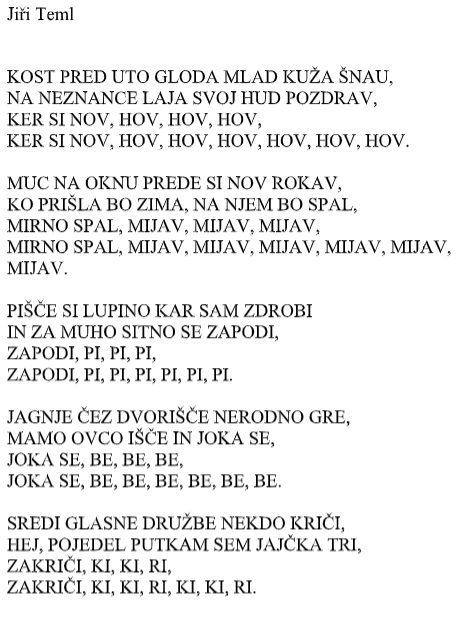 Jiři Teml
KOST PRED UTO GLODA MLAD KUŽA ŠNAU,
NA NEZNANCE LAJA SVOJ HUD POZDRAV,
KER SI NOV, HOV, HOV, HOV,
KER SI NOV, HOV, HOV, HOV, HOV, HOV, HOV.
MUC NA OKNU PREDE SI NOV ROKAV,
KO PRIŠLA BO ZIMA, NA NJEM BO SPAL,
MIRNO SPAL, MIJAV, MIJAV, MIJAV,
MIRNO SPAL, MIJAV, MIJAV, MIJAV, MIJAV, MIJAV,
MIJAV.
PIŠČE SI LUPINO KAR SAM ZDROBI
IN ZA MUHO SITNO SE ZAPODI,
ZAPODI, PI, PI, PI,
ZAPODI, PI, PI, PI, PI, PI, PI.
JAGNJE ČEZ DVORIŠČE NERODNO GRE,
MAMO OVCO IŠČE IN JOKA SE,
JOKA SE, BE, BE, BE,
JOKA SE, BE, BE, BE, BE, BE, BE.
SREDI GLASNE DRUŽBE NEKDO KRIČI,
HEJ, POJEDEL PUTKAM SEM JAJČKA TRI,
ZAKRIČI, KI, KI, RI,
ZAKRIČI, KI, KI, RI, KI, KI, RI.